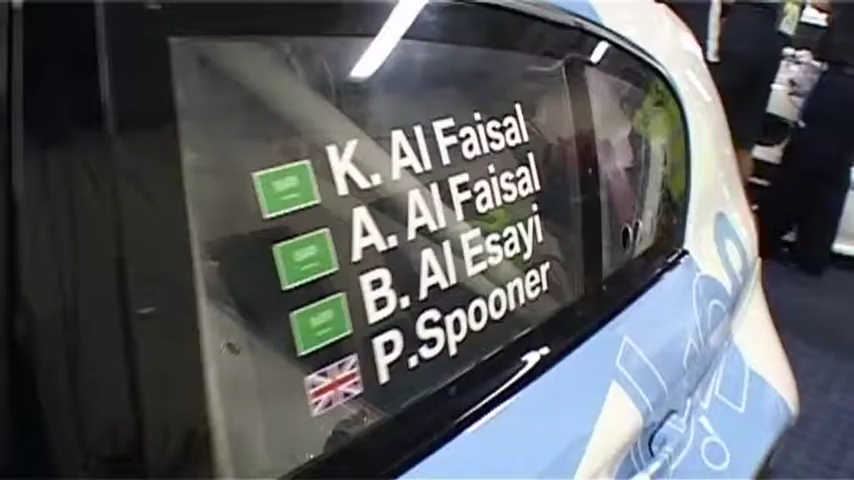 K. Al Faisal
A. Al Faisal
B. Al Esayi
P.Spooner